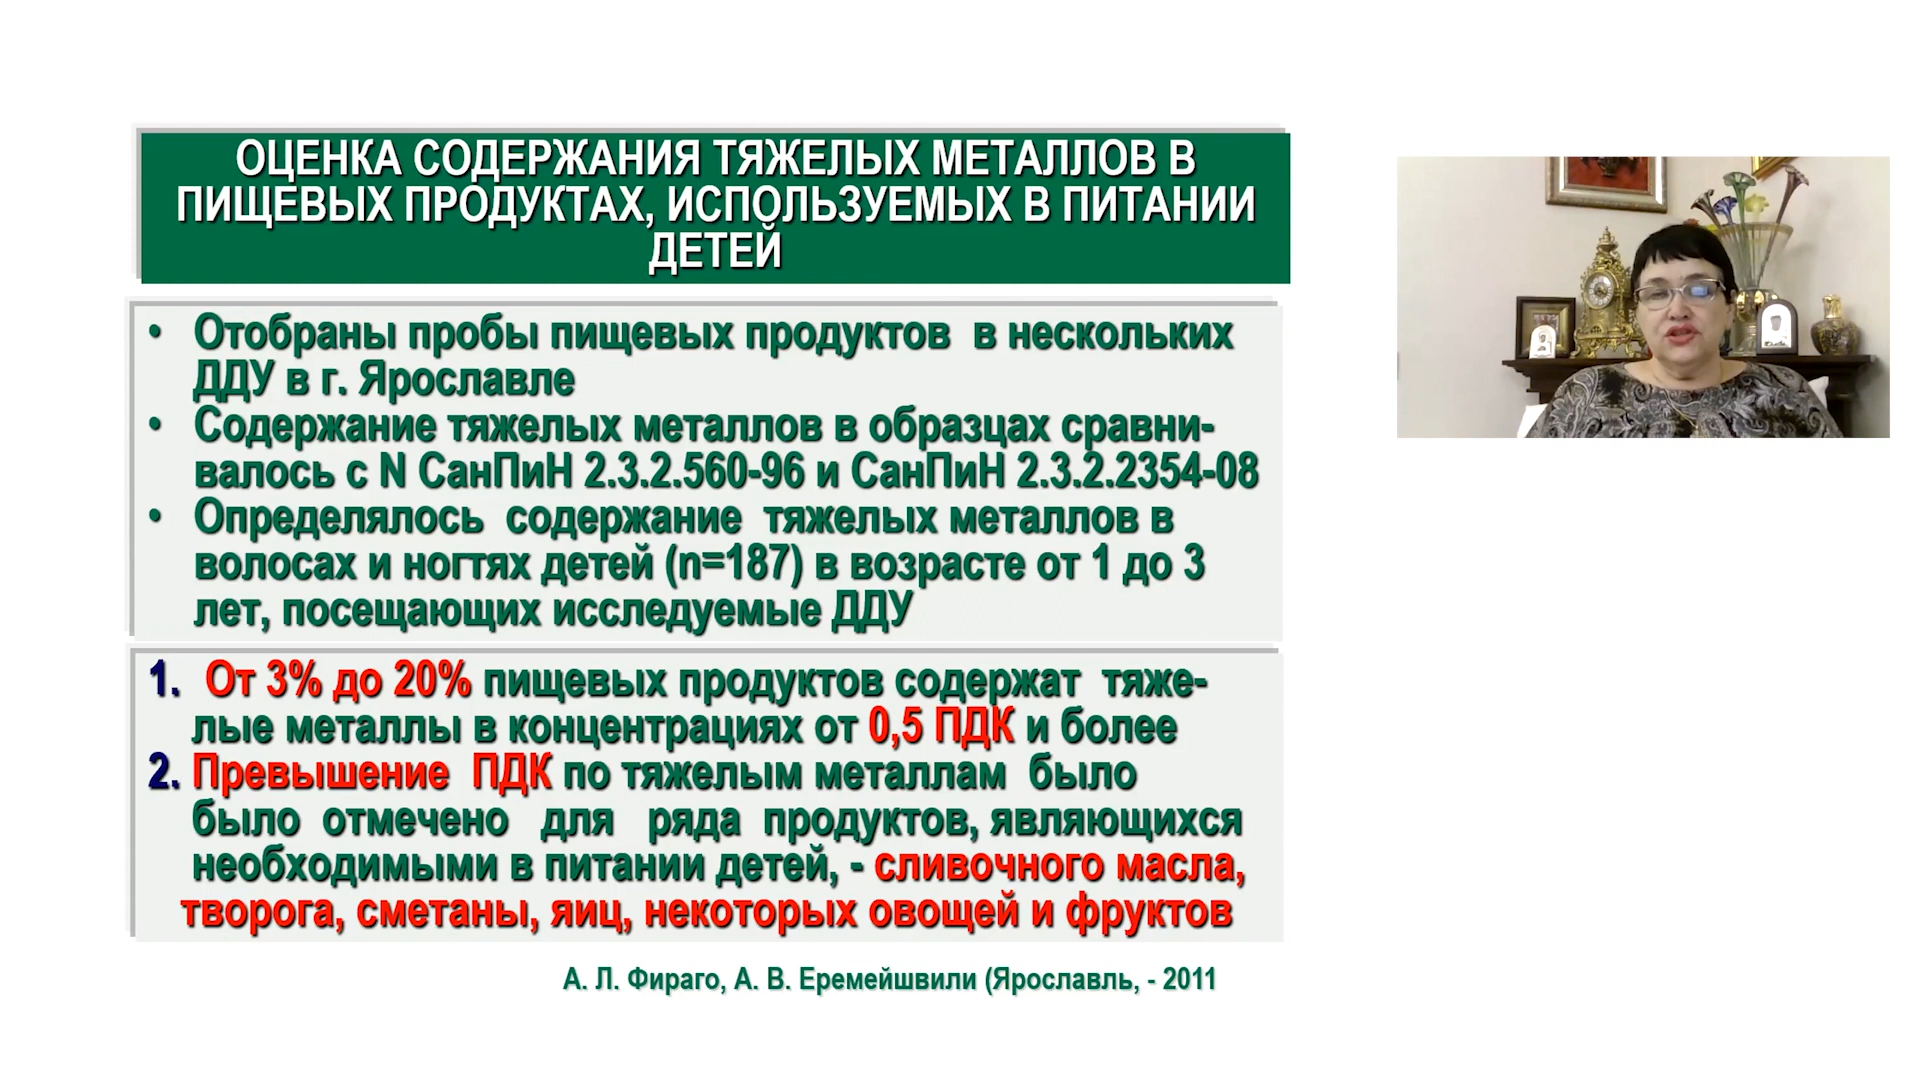 ОЦЕНКА СОДЕРЖАНИЯ ТЯЖЕЛЫХ МЕТАЛЛОВ В
ПИЩЕВЫХ ПРОДУКТАХ, ИСПОЛЬЗУЕМЫХ В ПИТАНИИ
ДЕТЕЙ
• Отобраны пробы пищевых продуктов в нескольких
ДДУ в г. Ярославле
• Содержание тяжелых металлов в образцах сравни-
валось с N СанПиН 2.3.2.560-96 и СанПиН 2.3.2.2354-08
• Определялось содержание тяжелых металлов в
волосах и ногтях детей (n=187) в возрасте от 1 до 3
лет, посещающих исследуемые ДДУ
1. От 3% до 20% пищевых продуктов содержат тяже-
лые металлы в концентрациях от 0,5 ПДК и более
2. Превышение ПДК по тяжелым металлам было
было отмечено для ряда продуктов, являющихся
необходимыми в питании детей, - сливочного масла,
творога, сметаны, яиц, некоторых овощей и фруктов
А. Л. Фираго, А. В. Еремейшвили (Ярославль, - 2011